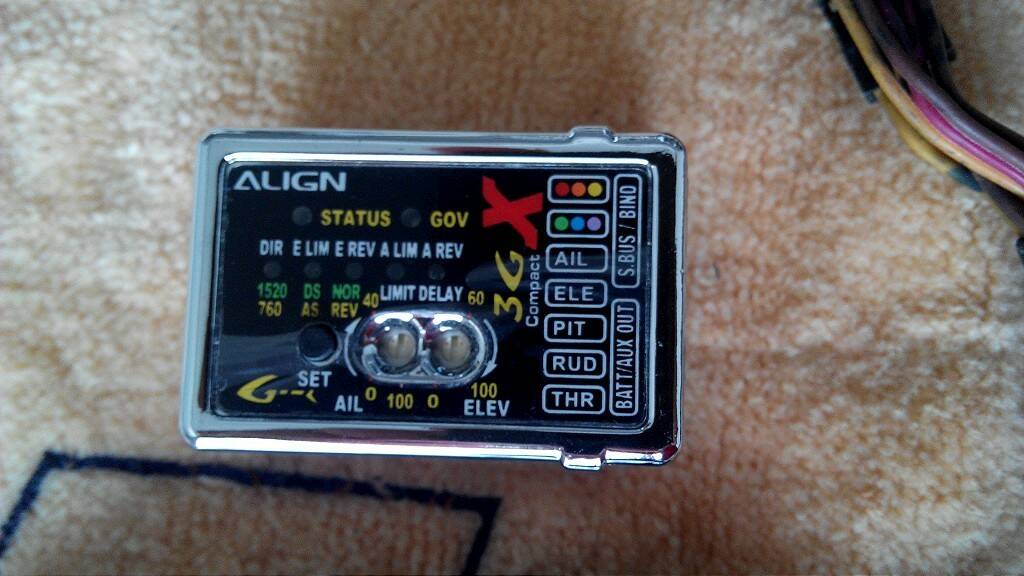 ALIGN
STATUS GOV
DIR E LIM E REV A LIM A REV
1520 DS NOR
760 AS REV
40 LIMIT DELAY 60
SET
AIL 0 100 0 100 ELEV
3G X
Compact
AIL
ELE
PIT
RUD
THR
S.BUS / BIND
BATT/AUX OUT